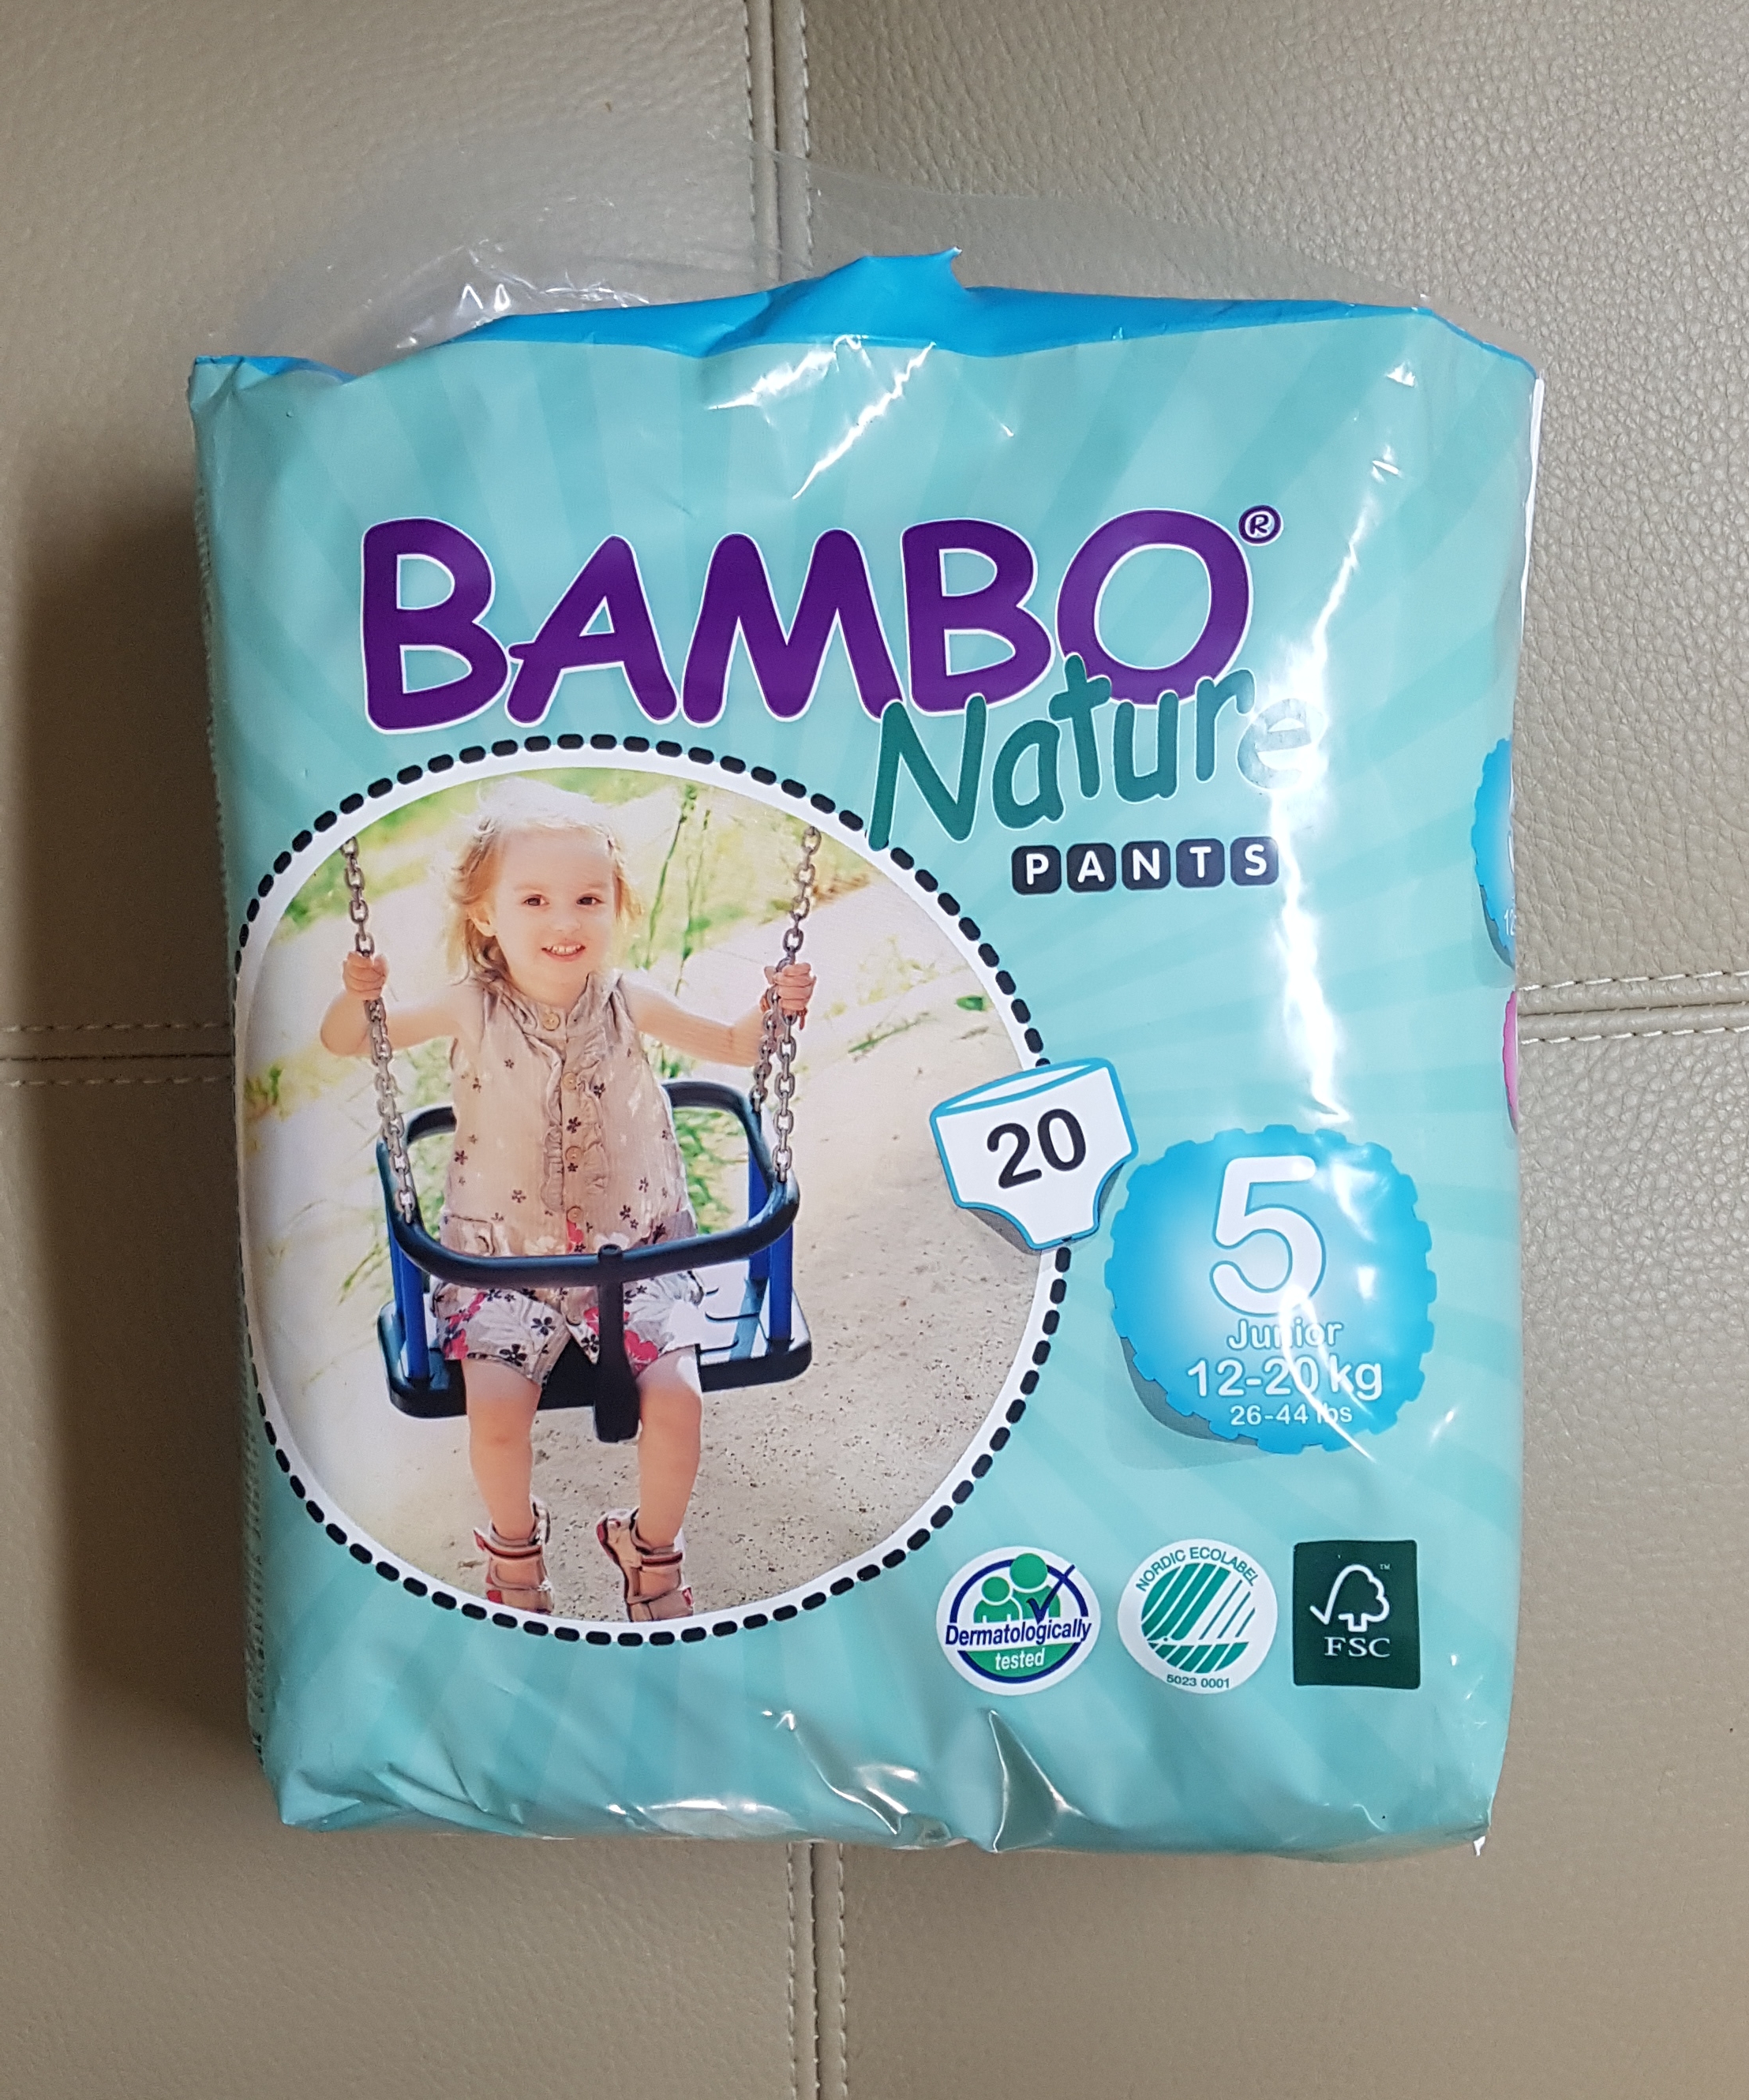 BAMBO®
Nature
PANTS
20
5
Junior
12-20 kg
26-44 lbs
Dermatologically
tested
NORDIC ECOLABEL
5023 0001
FSC
™